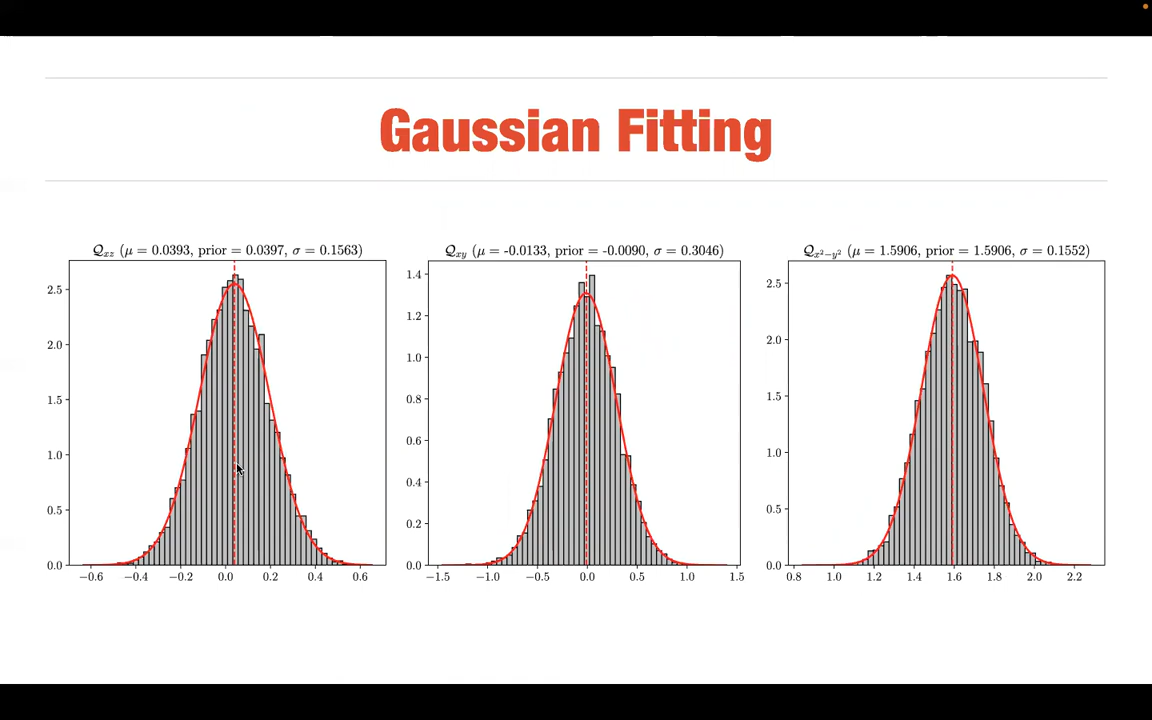 Gaussian Fitting
𝒬xz (μ = 0.0393, prior = 0.0397, σ = 0.1563)
𝒬xy (μ = -0.0133, prior = -0.0090, σ = 0.3046)
𝒬x²−y² (μ = 1.5906, prior = 1.5906, σ = 0.1552)
2.5
2.0
1.5
1.0
0.5
0.0
−0.6 −0.4 −0.2 0.0 0.2 0.4 0.6
1.4
1.2
1.0
0.8
0.6
0.4
0.2
0.0
−1.5 −1.0 −0.5 0.0 0.5 1.0 1.5
2.5
2.0
1.5
1.0
0.5
0.0
0.8 1.0 1.2 1.4 1.6 1.8 2.0 2.2